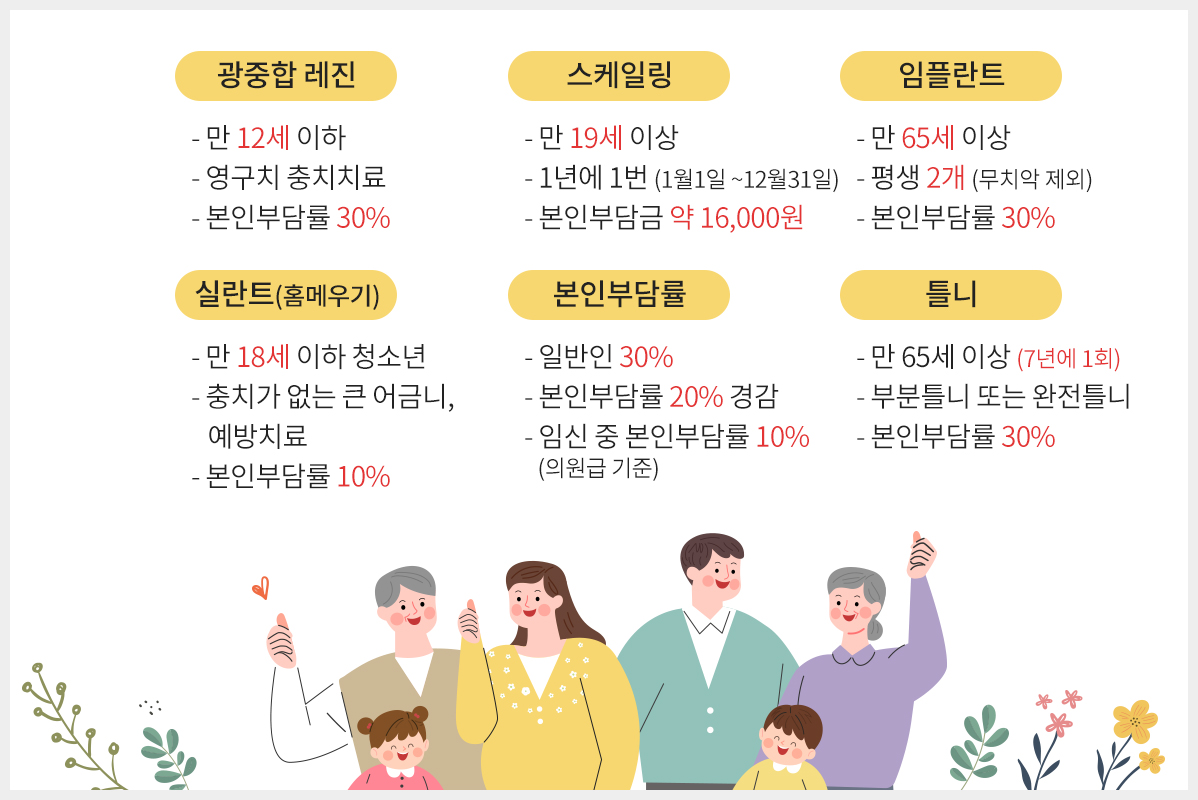 광중합 레진
- 만 12세 이하
- 영구치 충치치료
- 본인부담률 30%
스케일링
- 만 19세 이상
- 1년에 1번 (1월1일 ~12월31일)
- 본인부담금 약 16,000원
임플란트
- 만 65세 이상
- 평생 2개 (무치악 제외)
- 본인부담률 30%
실란트(홈메우기)
- 만 18세 이하 청소년
- 충치가 없는 큰 어금니,
예방치료
- 본인부담률 10%
본인부담률
- 일반인 30%
- 본인부담률 20% 경감
- 임신 중 본인부담률 10%
(의원급 기준)
틀니
- 만 65세 이상 (7년에 1회)
- 부분틀니 또는 완전틀니
- 본인부담률 30%